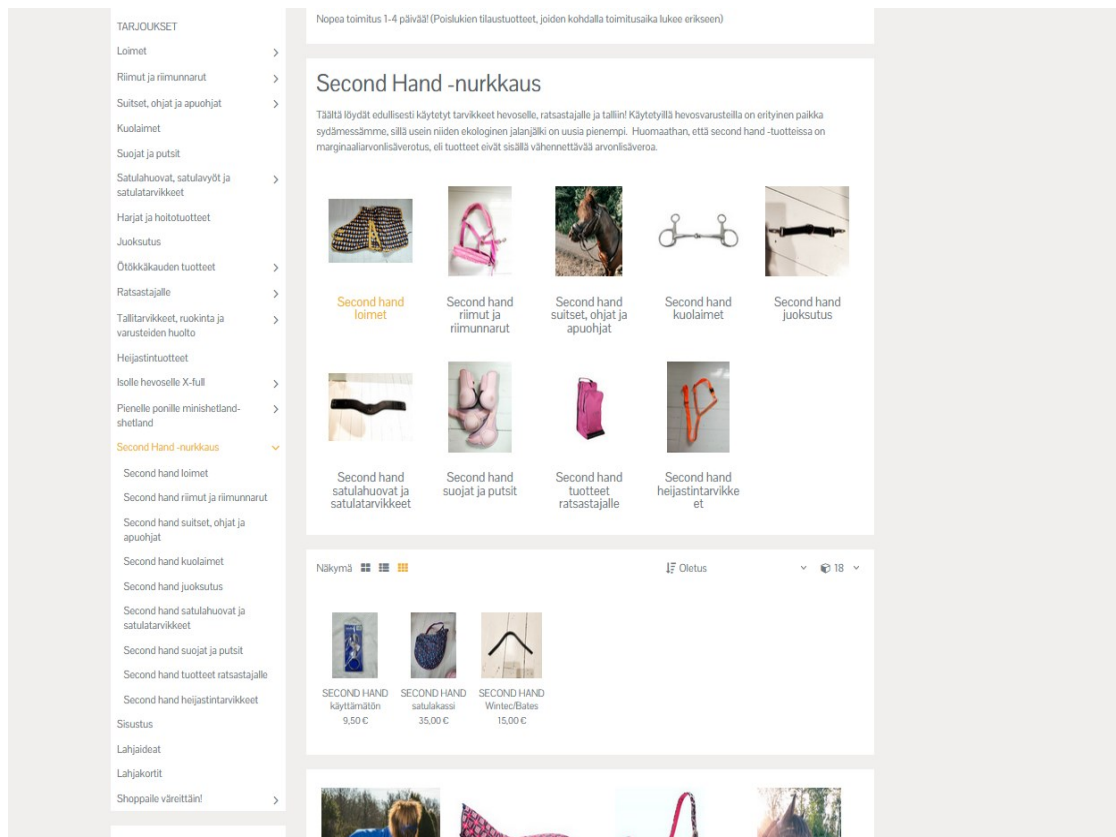 TARJOUKSET
Loimet
Riimut ja riimunnarut
Suitset, ohjat ja apuohjat
Kuolaimet
Suojat ja putsit
Satulahuovat, satulavyöt ja
satulatarvikkeet
Harjat ja hoitotuotteet
Juoksutus
Ötökkäkauden tuotteet
Ratsastajalle
Tallitarvikkeet, ruokinta ja
varusteiden huolto
Heijastintuotteet
Isolle hevoselle X-full
Pienelle ponille minishetland-
shetland
Second Hand -nurkkaus
Second hand loimet
Second hand riimut ja riimunnarut
Second hand suitset, ohjat ja
apuohjat
Second hand kuolaimet
Second hand juoksutus
Second hand satulahuovat ja
satulatarvikkeet
Second hand suojat ja putsit
Second hand tuotteet ratsastajalle
Second hand heijastintarvikkeet
Sisustus
Lahjaideat
Lahjakortit
Shoppaile väreittäin!
Nopea toimitus 1-4 päivää! (Poislukien tilaustuotteet, joiden kohdalla toimitusaika lukee erikseen)
Second Hand -nurkkaus
Täältä löydät edullisesti käytetyt tarvikkeet hevoselle, ratsastajalle ja talliin! Käytetyillä hevosvarusteilla on erityinen paikka
sydämessämme, sillä usein niiden ekologinen jalanjälki on uusia pienempi. Huomaathan, että second hand -tuotteissa on
marginaaliarvonlisäverotus, eli tuotteet eivät sisällä vähennettävää arvonlisäveroa.
Second hand
loimet
Second hand
riimut ja
riimunnarut
Second hand
suitset, ohjat ja
apuohjat
Second hand
kuolaimet
Second hand
juoksutus
Second hand
satulahuovat ja
satulatarvikkeet
Second hand
suojat ja putsit
Second hand
tuotteet
ratsastajalle
Second hand
heijastintarvikke
et
Näkymä
Oletus
18
SECOND HAND
käyttämätön
9,50 €
SECOND HAND
satulakassi
35,00 €
SECOND HAND
Wintec/Bates
15,00 €